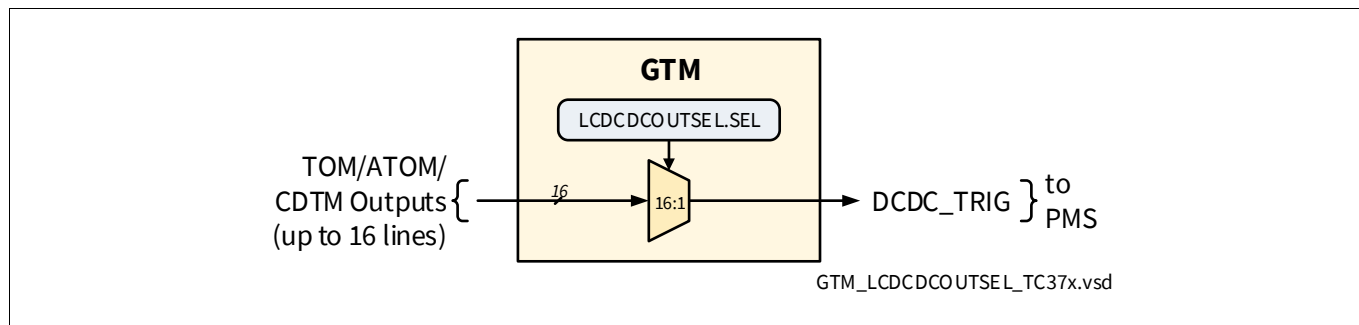 GTM
LCDCDCOUTSEL.SEL
TOM/ATOM/
CDTM Outputs
(up to 16 lines)
16
16:1
DCDC_TRIG
to
PMS
GTM_LCDCDCOUTSEL_TC37x.vsd